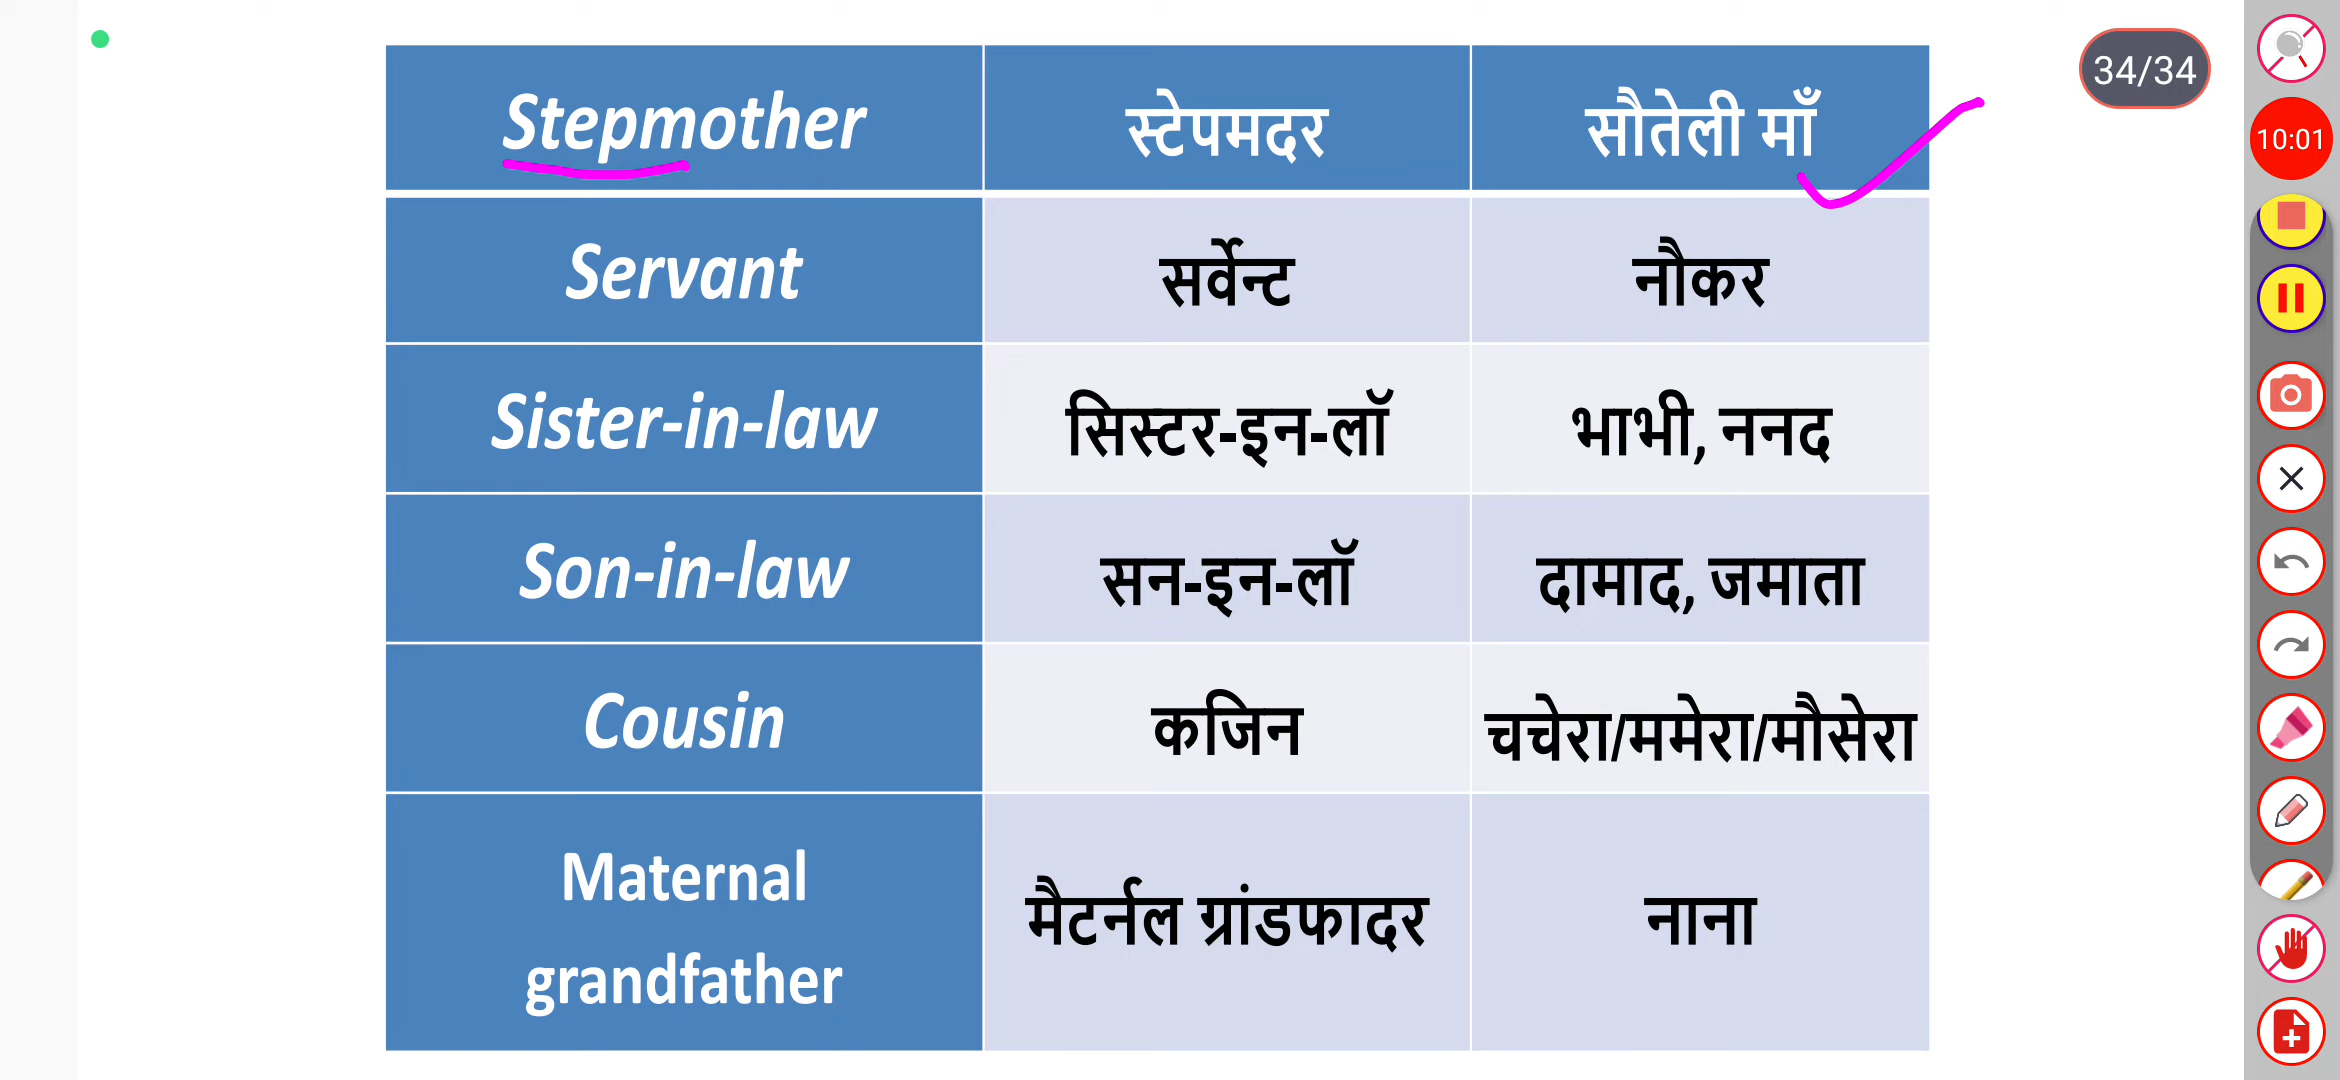 34/34
10:01
Stepmother स्टेपमदर सौतेली माँ
Servant सर्वेन्ट नौकर
Sister-in-law सिस्टर-इन-लॉ भाभी, ननद
Son-in-law सन-इन-लॉ दामाद, जमाता
Cousin कजिन चचेरा/ममेरा/मौसेरा
Maternal
grandfather मैटर्नल ग्रांडफादर नाना